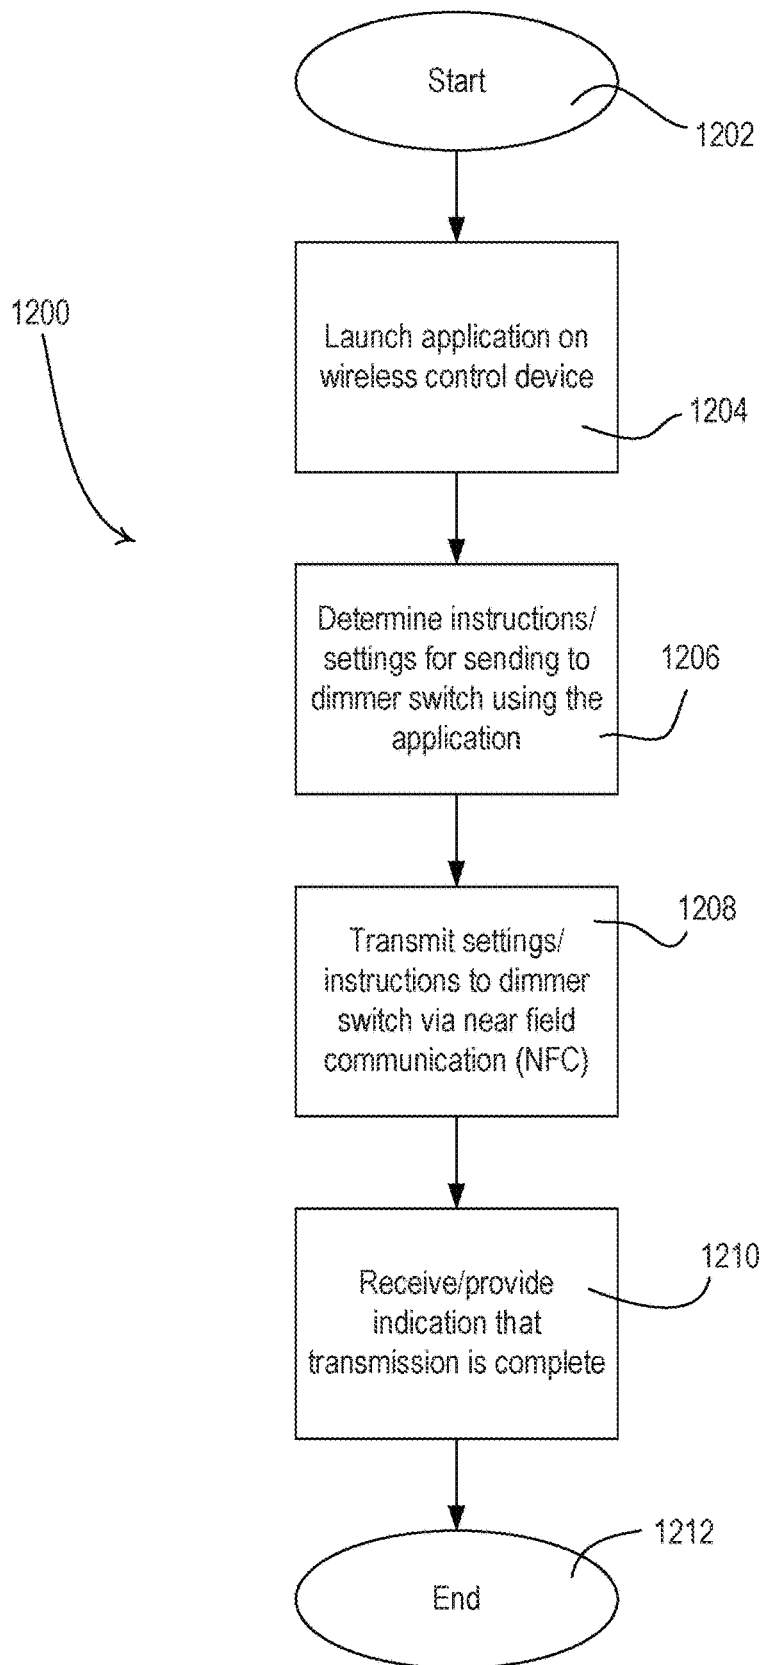 Start
1202
1200
Launch application on
wireless control device
1204
Determine instructions/
settings for sending to
dimmer switch using the
application
1206
Transmit settings/
instructions to dimmer
switch via near field
communication (NFC)
1208
Receive/provide
indication that
transmission is complete
1210
End
1212